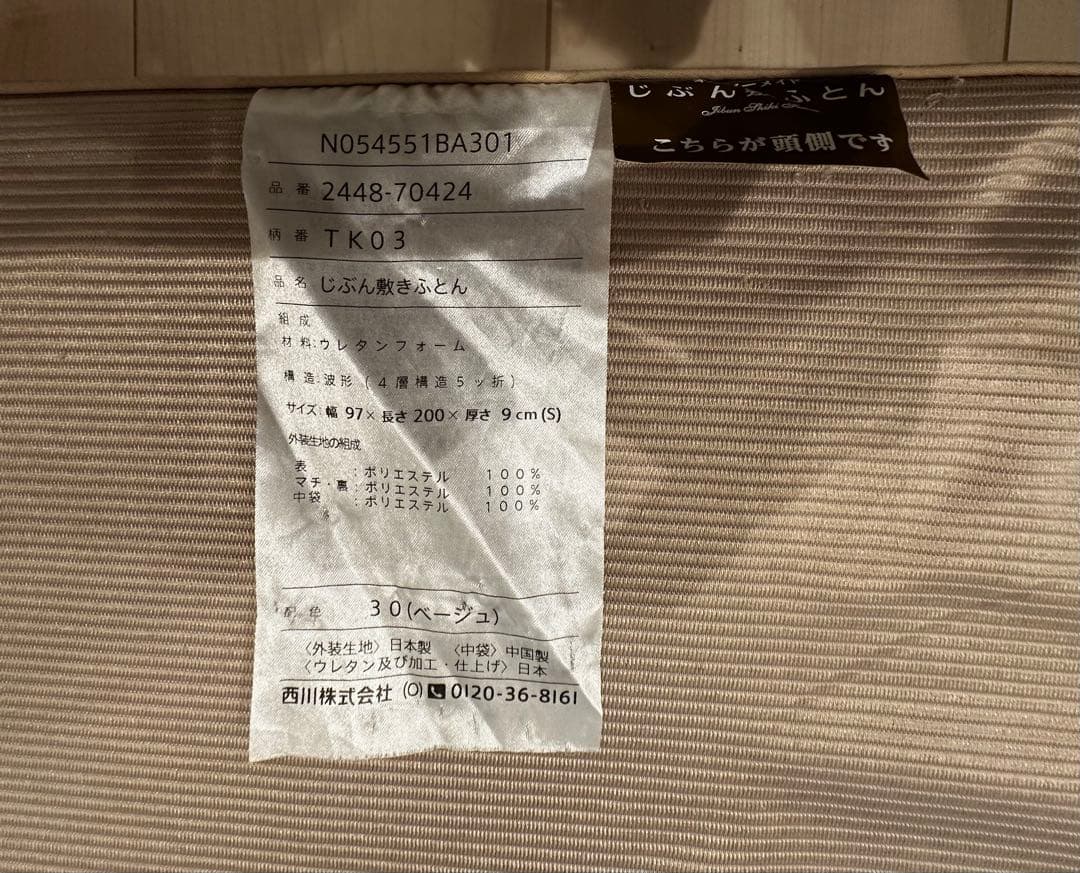 N054551BA301
品番 2448-70424
柄番 TK03
品名 じぶん敷きふとん
組成
材料:ウレタンフォーム
構造:波形(4層構造5ッ折)
サイズ:幅 97×長さ 200×厚さ 9cm(S)
外装生地の組成
表 :ポリエステル 100%
マチ・裏:ポリエステル 100%
中袋 :ポリエステル 100%
配色 30(ベージュ)
〈外装生地〉日本製 〈中袋〉中国製
〈ウレタン及び加工・仕上げ〉日本
西川株式会社 (O) 0120-36-8161
じぶん ふとん
Jibun Shiki
こちらが頭側です